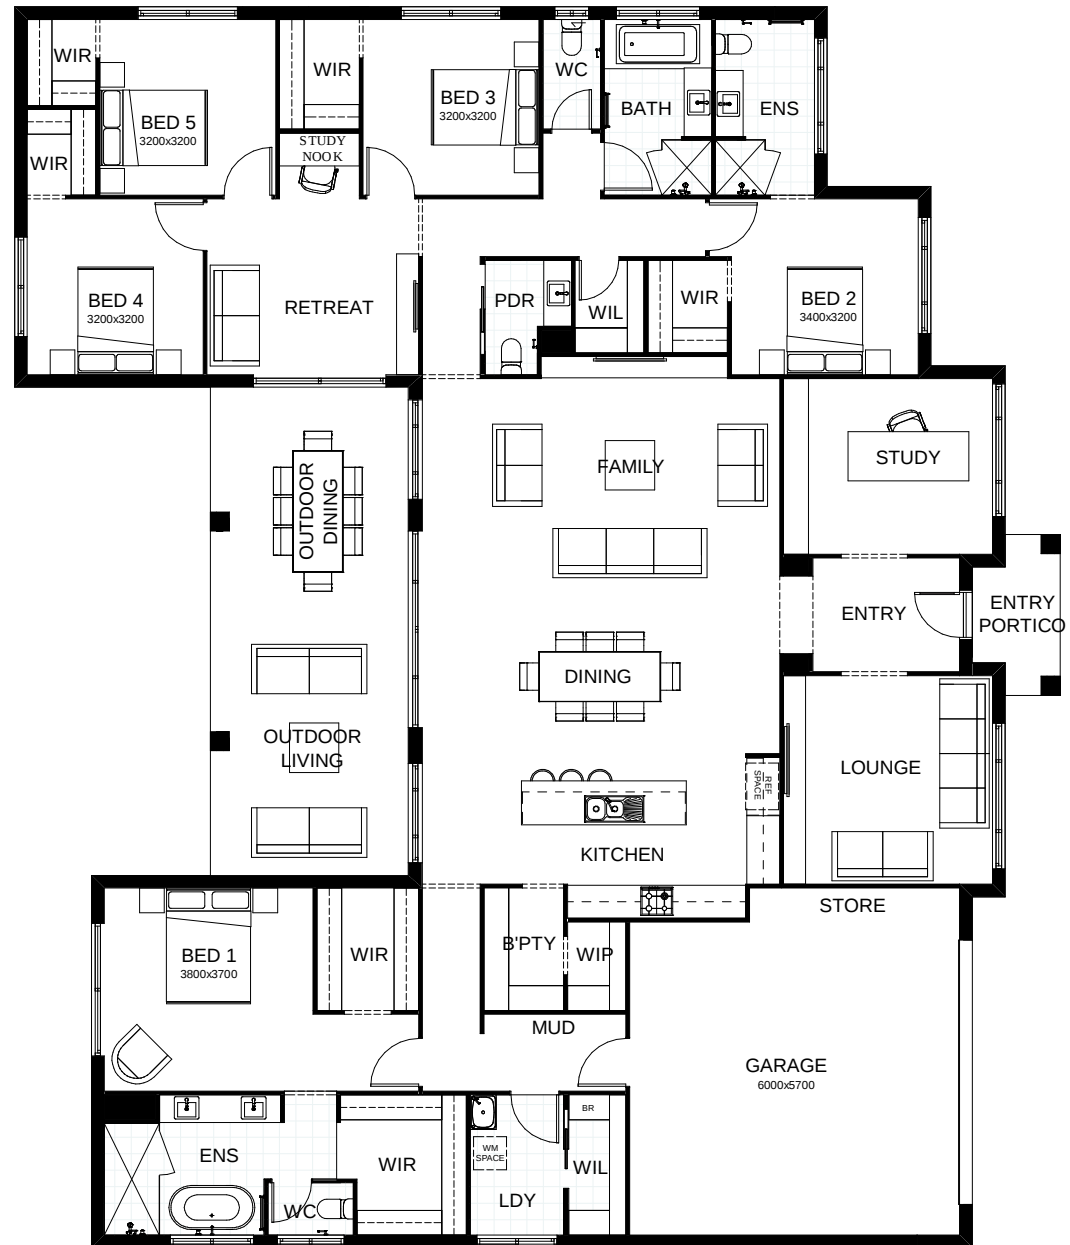 WIR
WIR
WC
BED 5
3200x3200
BED 3
3200x3200
BATH
ENS
STUDY
NOOK
WIR
BED 4
3200x3200
RETREAT
PDR
WIL
WIR
BED 2
3400x3200
OUTDOOR
DINING
FAMILY
STUDY
ENTRY
ENTRY
PORTICO
DINING
OUTDOOR
LIVING
REF
SPACE
LOUNGE
KITCHEN
STORE
BED 1
3800x3700
WIR
B'PTY
WIP
MUD
GARAGE
6000x5700
BR
ENS
WM
SPACE
WIR
WIL
WC
LDY